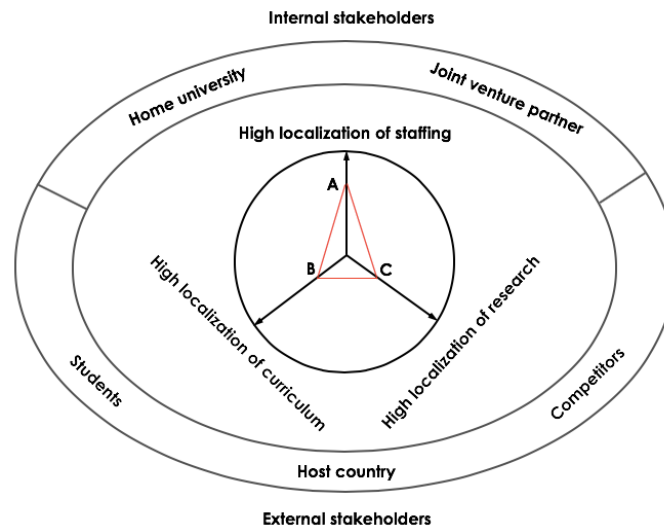 Internal stakeholders
Home university
Joint venture partner
High localization of staffing
A
B
C
High localization of curriculum
High localization of research
Students
Competitors
Host country
External stakeholders